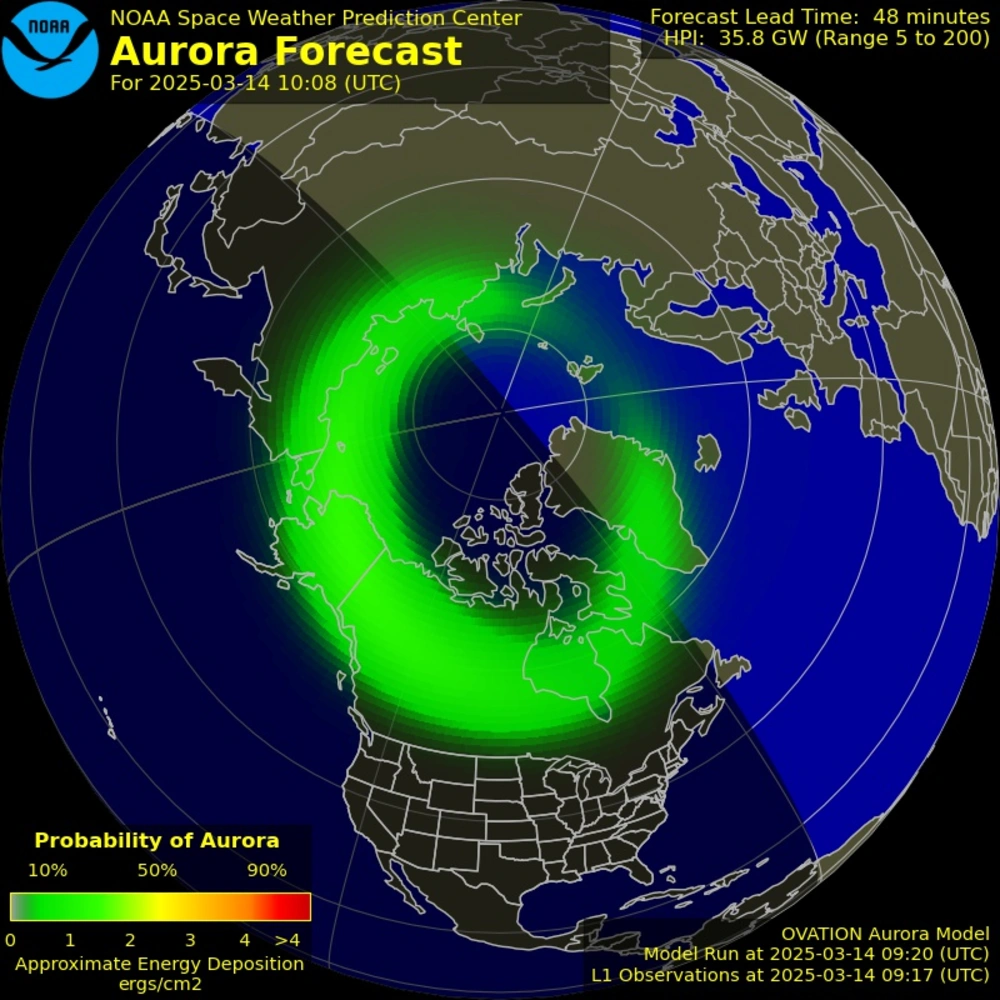 NOAA
NOAA Space Weather Prediction Center
Aurora Forecast
For 2025-03-14 10:08 (UTC)
Forecast Lead Time: 48 minutes
HPI: 35.8 GW (Range 5 to 200)
Probability of Aurora
10% 50% 90%
0 1 2 3 4 >4
Approximate Energy Deposition
ergs/cm2
OVATION Aurora Model
Model Run at 2025-03-14 09:20 (UTC)
L1 Observations at 2025-03-14 09:17 (UTC)